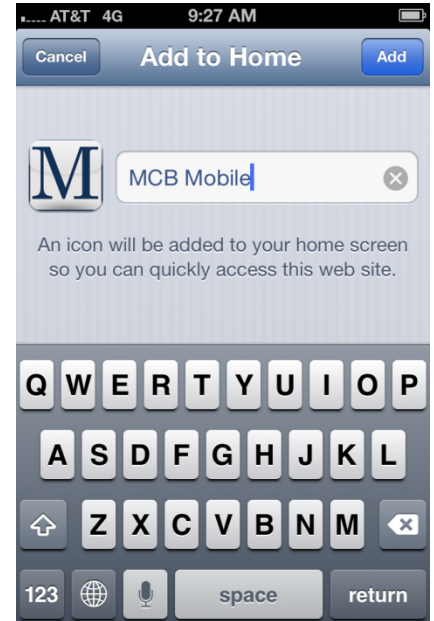 AT&T 4G 9:27 AM
Cancel Add to Home Add
M MCB Mobile
An icon will be added to your home screen
so you can quickly access this web site.
Q W E R T Y U I O P
A S D F G H J K L
Z X C V B N M
123 space return